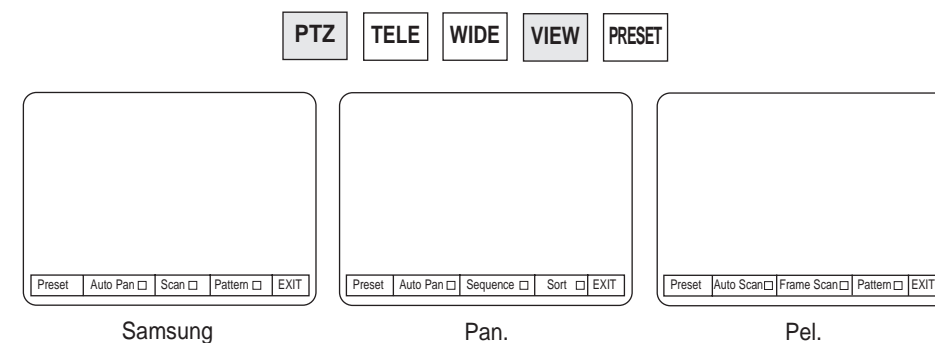 PTZ TELE WIDE VIEW PRESET
Preset Auto Pan □ Scan □ Pattern □ EXIT
Preset Auto Pan □ Sequence □ Sort □ EXIT
Preset Auto Scan □ Frame Scan □ Pattern □ EXIT
Samsung Pan. Pel.